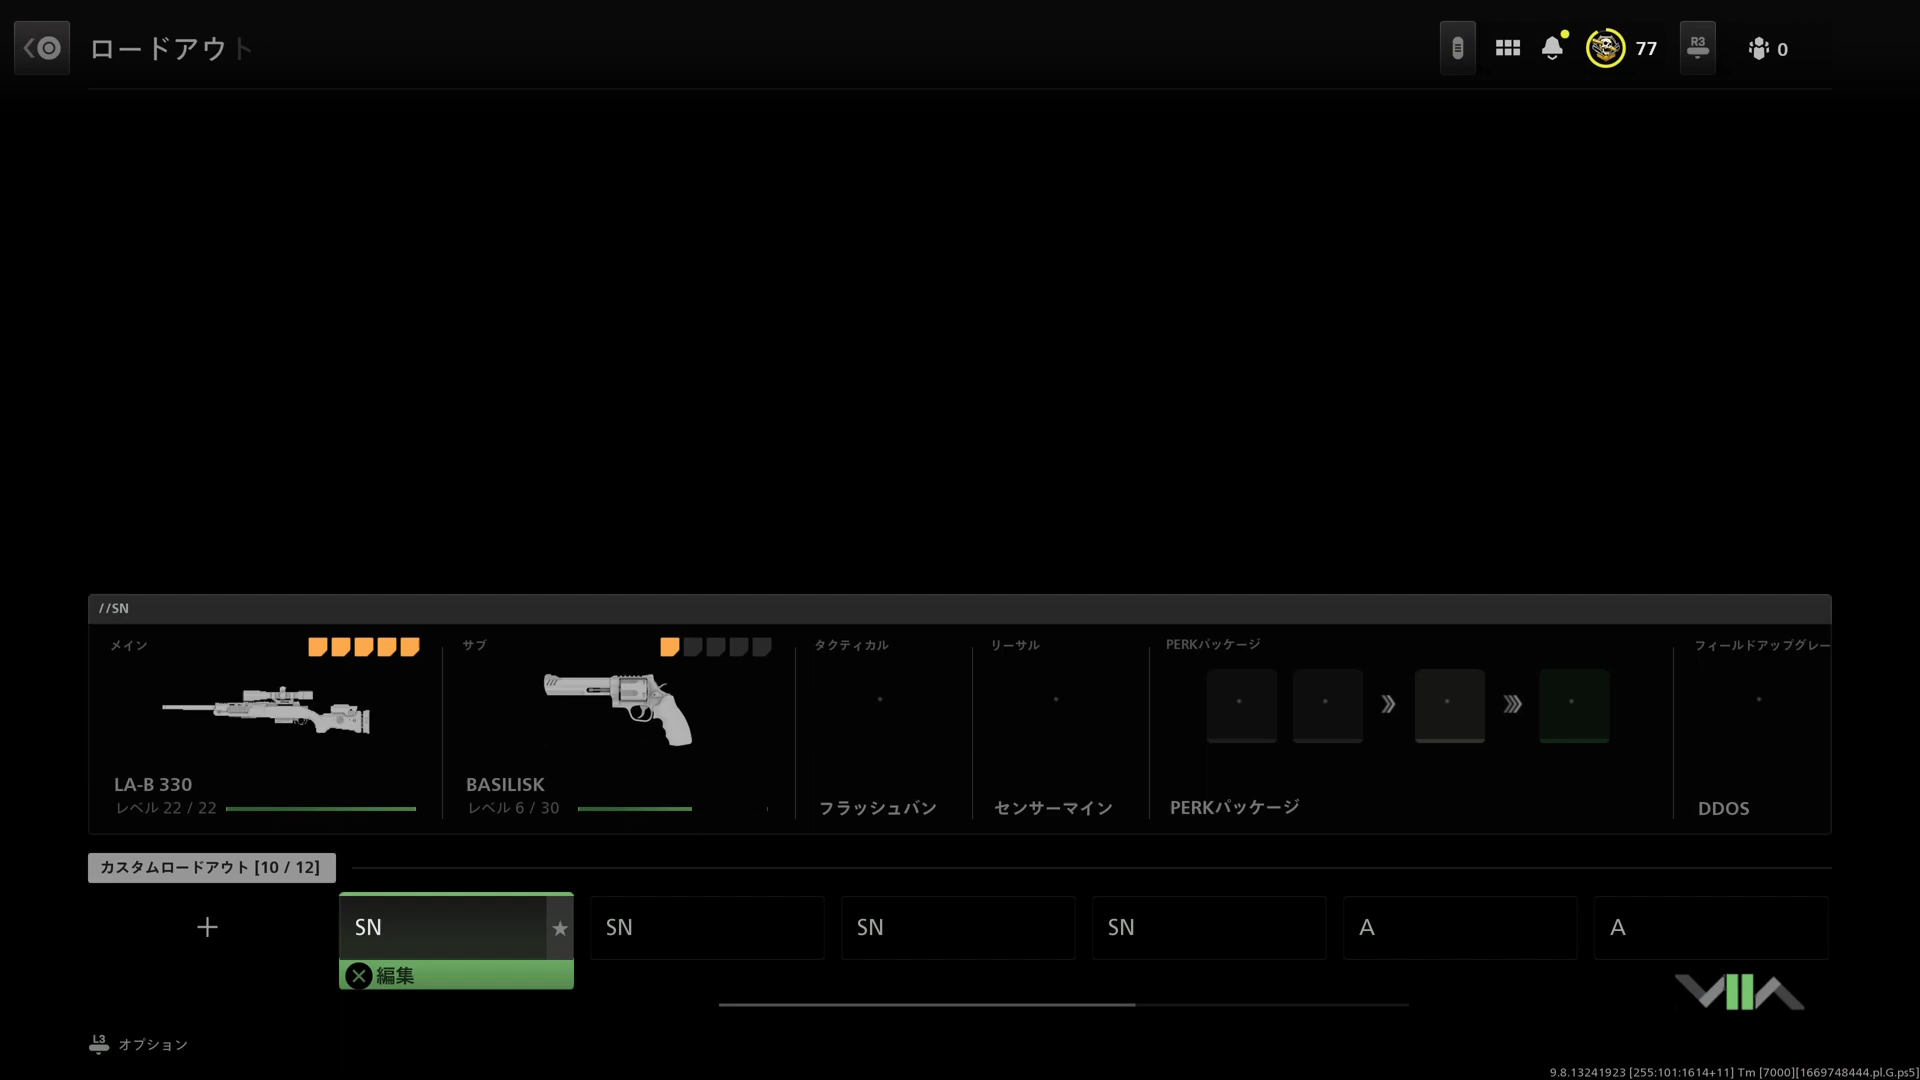 ロードアウト
77
R3
0
//SN
メイン
サブ
タクティカル
リーサル
PERKパッケージ
フィールドアップグレー
LA-B 330
レベル 22 / 22
BASILISK
レベル 6 / 30
フラッシュバン
センサーマイン
PERKパッケージ
DDOS
カスタムロードアウト [10 / 12]
SN
SN
SN
SN
A
A
編集
L3
オプション
9.8.13241923 [255:101:1614+11] Tm [7000][1669748444.pl.G.ps5]